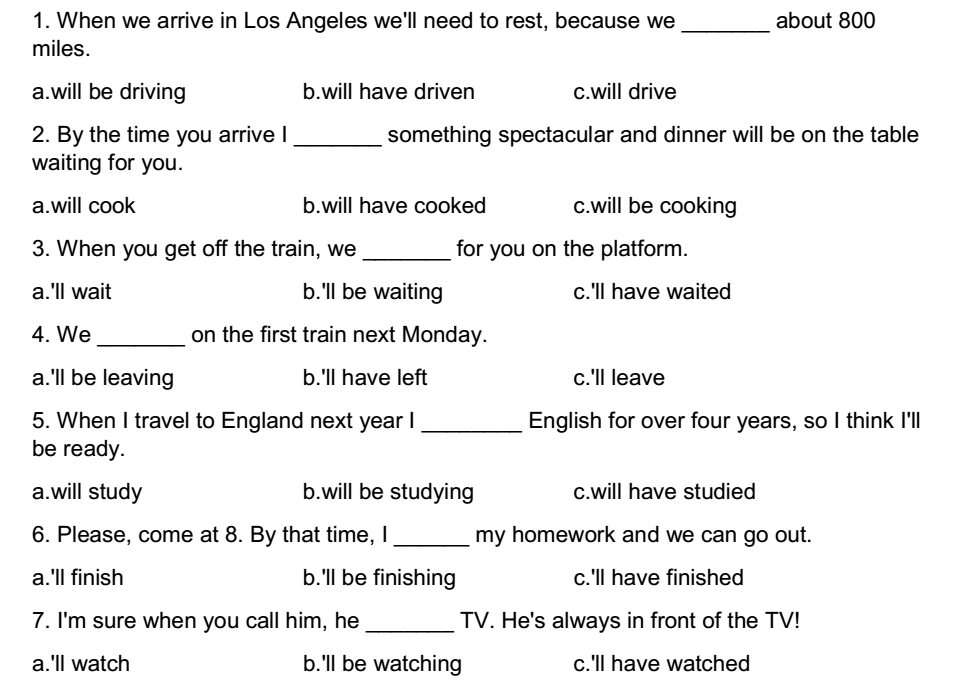 1. When we arrive in Los Angeles we'll need to rest, because we _______ about 800
miles.
a.will be driving b.will have driven c.will drive
2. By the time you arrive I _______ something spectacular and dinner will be on the table
waiting for you.
a.will cook b.will have cooked c.will be cooking
3. When you get off the train, we _______ for you on the platform.
a.'ll wait b.'ll be waiting c.'ll have waited
4. We _______ on the first train next Monday.
a.'ll be leaving b.'ll have left c.'ll leave
5. When I travel to England next year I ________ English for over four years, so I think I'll
be ready.
a.will study b.will be studying c.will have studied
6. Please, come at 8. By that time, I ______ my homework and we can go out.
a.'ll finish b.'ll be finishing c.'ll have finished
7. I'm sure when you call him, he _______ TV. He's always in front of the TV!
a.'ll watch b.'ll be watching c.'ll have watched